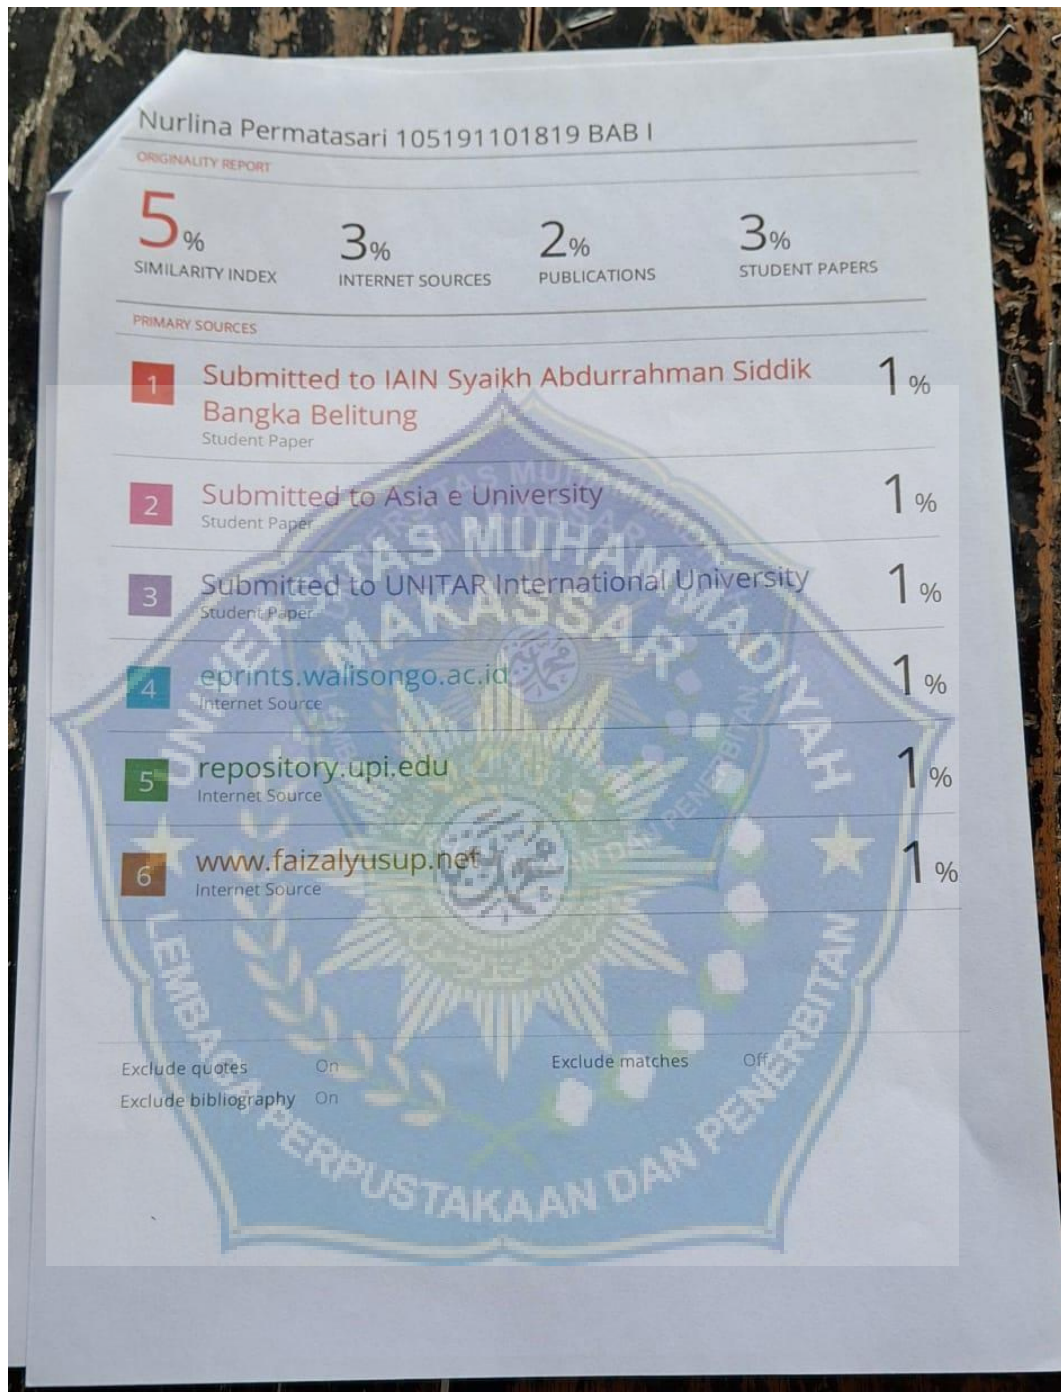 Nurlina Permatasari 105191101819 BAB I
ORIGINALITY REPORT
5%
SIMILARITY INDEX
3%
INTERNET SOURCES
2%
PUBLICATIONS
3%
STUDENT PAPERS
PRIMARY SOURCES
1 Submitted to IAIN Syaikh Abdurrahman Siddik 1%
Bangka Belitung
Student Paper
2 Submitted to Asia e University 1%
Student Paper
3 Submitted to UNITAR International University 1%
Student Paper
4 eprints.walisongo.ac.id 1%
Internet Source
5 repository.upi.edu 1%
Internet Source
6 www.faizalyusup.net 1%
Internet Source
Exclude quotes On Exclude matches Off
Exclude bibliography On
UNIVERSITAS MUHAMMADIYAH
MAKASSAR
LEMBAGA PERPUSTAKAAN DAN PENERBITAN